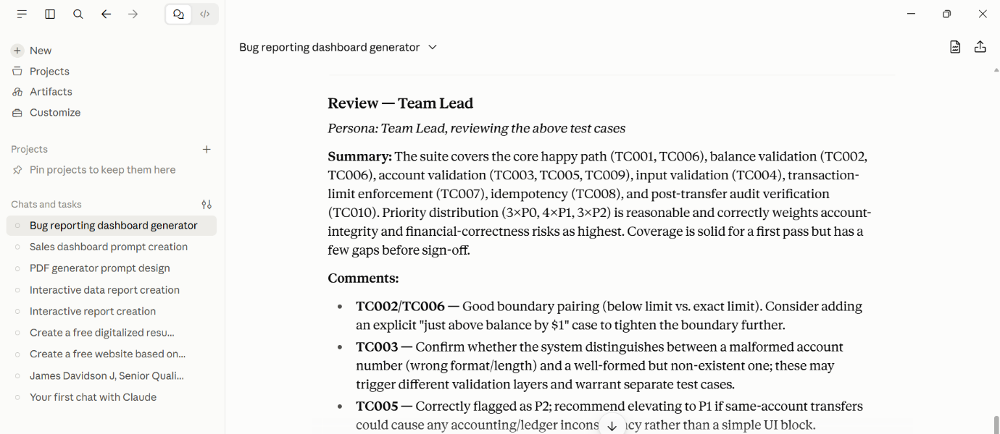 New
Projects
Artifacts
Customize
Projects
Pin projects to keep them here
Chats and tasks
Bug reporting dashboard generator
Sales dashboard prompt creation
PDF generator prompt design
Interactive data report creation
Interactive report creation
Create a free digitalized resu...
Create a free website based on...
James Davidson J, Senior Quali...
Your first chat with Claude
Bug reporting dashboard generator
Review — Team Lead
Persona: Team Lead, reviewing the above test cases
Summary: The suite covers the core happy path (TC001, TC006), balance validation (TC002,
TC006), account validation (TC003, TC005, TC009), input validation (TC004), transaction-
limit enforcement (TC007), idempotency (TC008), and post-transfer audit verification
(TC010). Priority distribution (3×P0, 4×P1, 3×P2) is reasonable and correctly weights account-
integrity and financial-correctness risks as highest. Coverage is solid for a first pass but has a
few gaps before sign-off.
Comments:
• TC002/TC006 — Good boundary pairing (below limit vs. exact limit). Consider adding
an explicit "just above balance by $1" case to tighten the boundary further.
• TC003 — Confirm whether the system distinguishes between a malformed account
number (wrong format/length) and a well-formed but non-existent one; these may
trigger different validation layers and warrant separate test cases.
• TC005 — Correctly flagged as P2; recommend elevating to P1 if same-account transfers
could cause any accounting/ledger rather than a simple UI block.